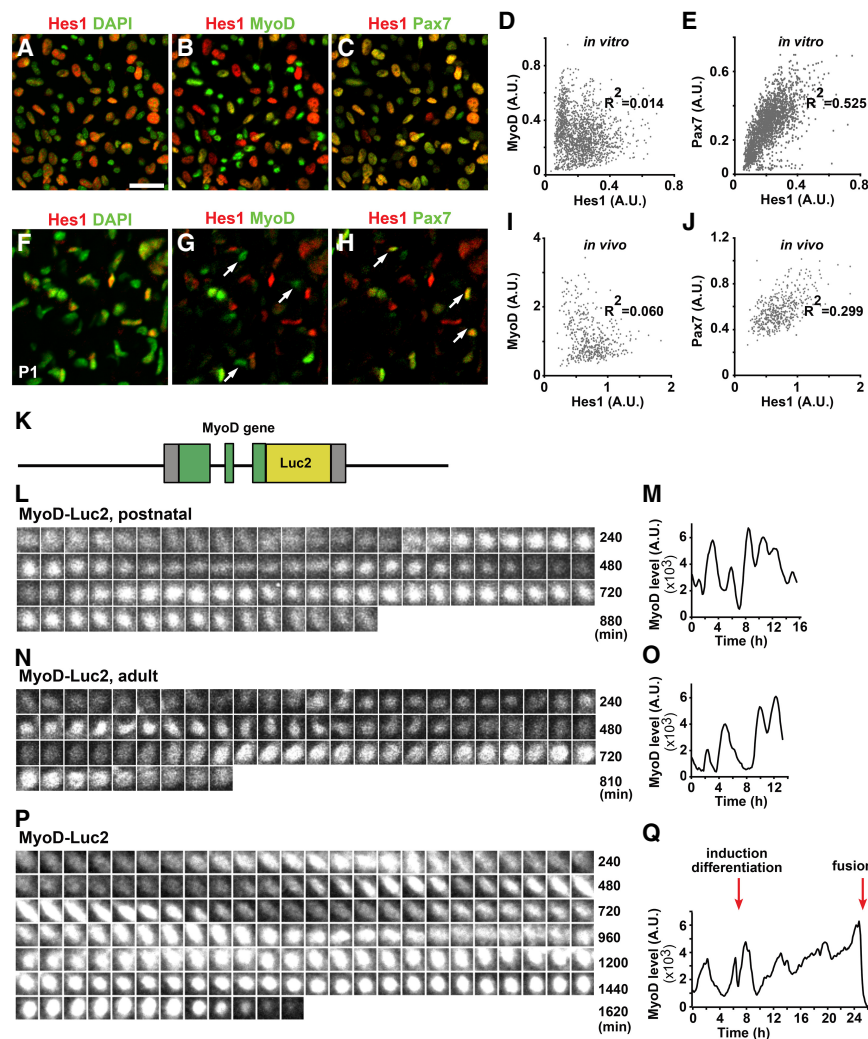 Hes1 DAPI
Hes1 MyoD
Hes1 Pax7
A
B
C
D
in vitro
R2=0.014
MyoD (A.U.)
0.8
0.4
0
0 0.4 0.8
Hes1 (A.U.)
E
in vitro
R2=0.525
Pax7 (A.U.)
0.6
0.4
0.2
0
0 0.4 0.8
Hes1 (A.U.)
Hes1 DAPI
Hes1 MyoD
Hes1 Pax7
F
P1
G
H
I
in vivo
R2=0.060
MyoD (A.U.)
4
3
2
1
0
0 1 2
Hes1 (A.U.)
J
in vivo
R2=0.299
Pax7 (A.U.)
1.2
0.8
0.4
0
0 1 2
Hes1 (A.U.)
K
MyoD gene
Luc2
L
MyoD-Luc2, postnatal
240
480
720
880
(min)
M
MyoD level (A.U.)
(x103)
6
4
2
0
0 4 8 12 16
Time (h)
N
MyoD-Luc2, adult
240
480
720
810
(min)
O
MyoD level (A.U.)
(x103)
6
4
2
0
0 4 8 12
Time (h)
P
MyoD-Luc2
240
480
720
960
1200
1440
1620
(min)
Q
induction
differentiation
fusion
MyoD level (A.U.)
(x103)
6
4
2
0
0 4 8 12 16 20 24
Time (h)